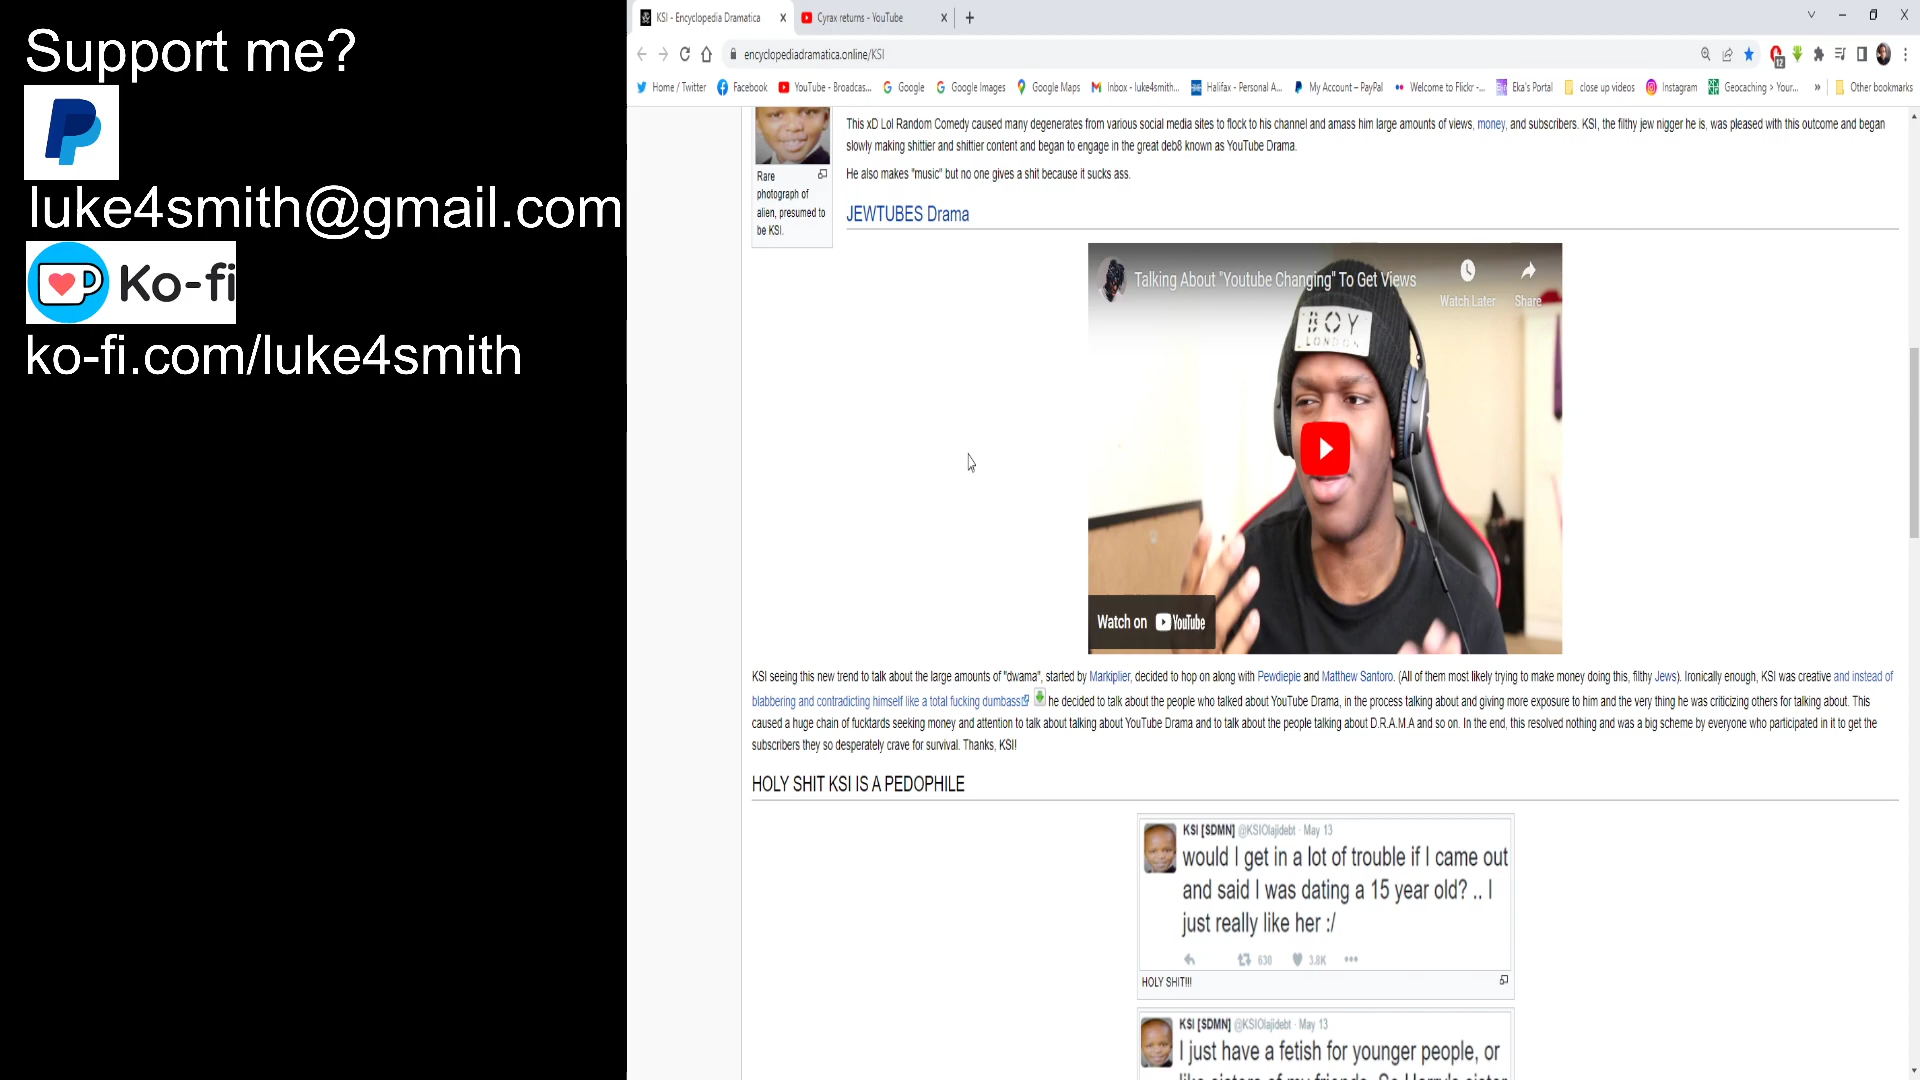 Support me?
luke4smith@gmail.com
Ko-fi
ko-fi.com/luke4smith
KSI - Encyclopedia Dramatica
Cyrax returns - YouTube
encyclopediadramatica.online/KSI
12
Home / Twitter
Facebook
YouTube - Broadcas...
Google
Google Images
Google Maps
Inbox - luke4smith...
Halifax - Personal A...
My Account – PayPal
Welcome to Flickr -...
Eka's Portal
close up videos
Instagram
Geocaching > Your...
»
Other bookmarks
Rare
photograph of
alien, presumed to
be KSI.
This xD Lol Random Comedy caused many degenerates from various social media sites to flock to his channel and amass him large amounts of views, money, and subscribers. KSI, the filthy jew nigger he is, was pleased with this outcome and began
slowly making shittier and shittier content and began to engage in the great deb8 known as YouTube Drama.
He also makes "music" but no one gives a shit because it sucks ass.
JEWTUBES Drama
Talking About "Youtube Changing" To Get Views
Watch Later
Share
BOY
LONDON
Watch on YouTube
KSI seeing this new trend to talk about the large amounts of "dwama", started by Markiplier, decided to hop on along with Pewdiepie and Matthew Santoro. (All of them most likely trying to make money doing this, filthy Jews). Ironically enough, KSI was creative and instead of
blabbering and contradicting himself like a total fucking dumbass he decided to talk about the people who talked about YouTube Drama, in the process talking about and giving more exposure to him and the very thing he was criticizing others for talking about. This
caused a huge chain of fucktards seeking money and attention to talk about talking about YouTube Drama and to talk about the people talking about D.R.A.M.A and so on. In the end, this resolved nothing and was a big scheme by everyone who participated in it to get the
subscribers they so desperately crave for survival. Thanks, KSI!
HOLY SHIT KSI IS A PEDOPHILE
KSI [SDMN] @KSIOlajidebt · May 13
would I get in a lot of trouble if I came out
and said I was dating a 15 year old? .. I
just really like her :/
630
3.8K
HOLY SHIT!!!
KSI [SDMN] @KSIOlajidebt · May 13
I just have a fetish for younger people, or
like sisters of my friends. So Harry's sister